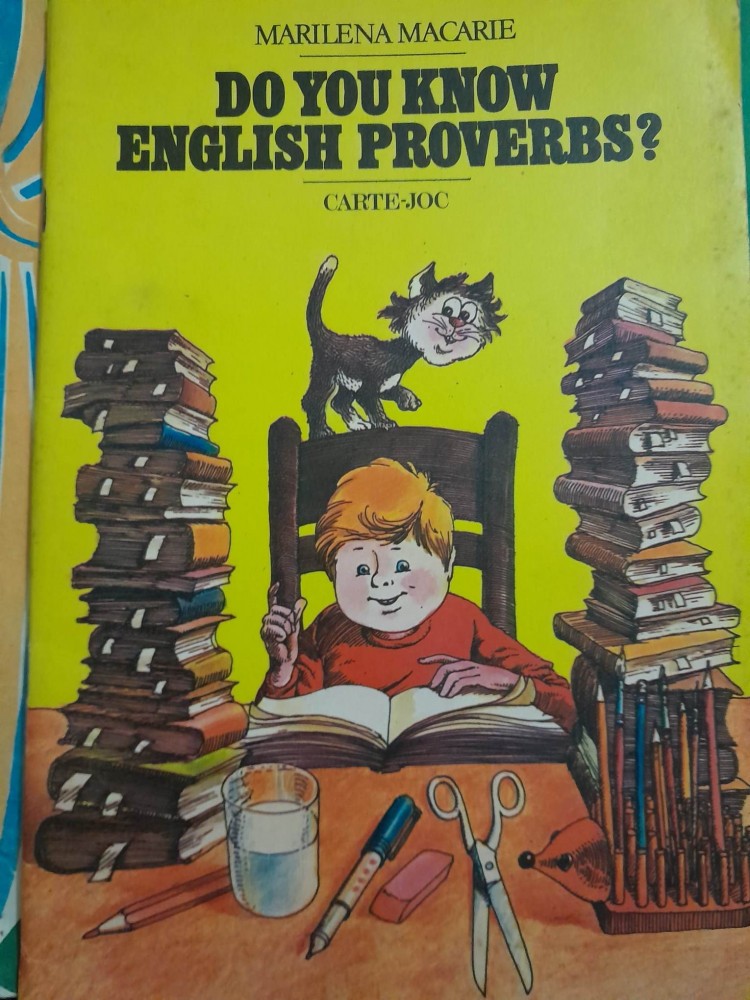 MARILENA MACARIE
DO YOU KNOW
ENGLISH PROVERBS?
CARTE-JOC